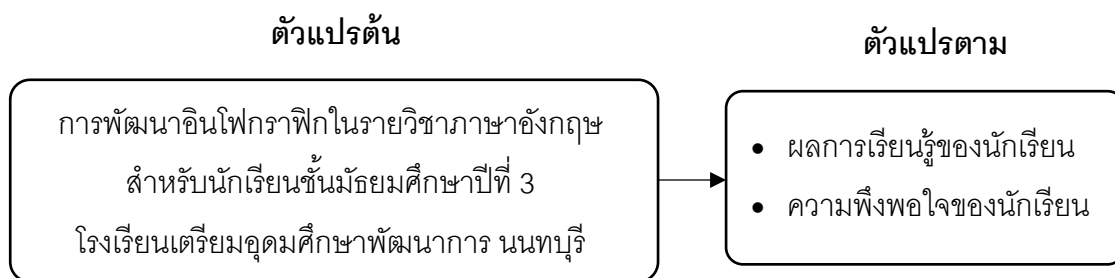 ตัวแปรต้น
ตัวแปรตาม
การพัฒนาอินโฟกราฟิกในรายวิชาภาษาอังกฤษ
สำหรับนักเรียนชั้นมัธยมศึกษาปีที่ 3
โรงเรียนเตรียมอุดมศึกษาพัฒนาการ นนทบุรี
• ผลการเรียนรู้ของนักเรียน
• ความพึงพอใจของนักเรียน